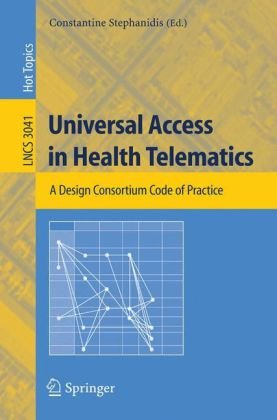 Constantine Stephanidis (Ed.)
LNCS 3041
Hot Topics
Universal Access
in Health Telematics
A Design Consortium Code of Practice
Springer